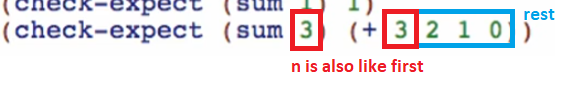 (check-expect (sum 1) 1)
(check-expect (sum 3) (+ 3 2 1 0))
rest
n is also like first